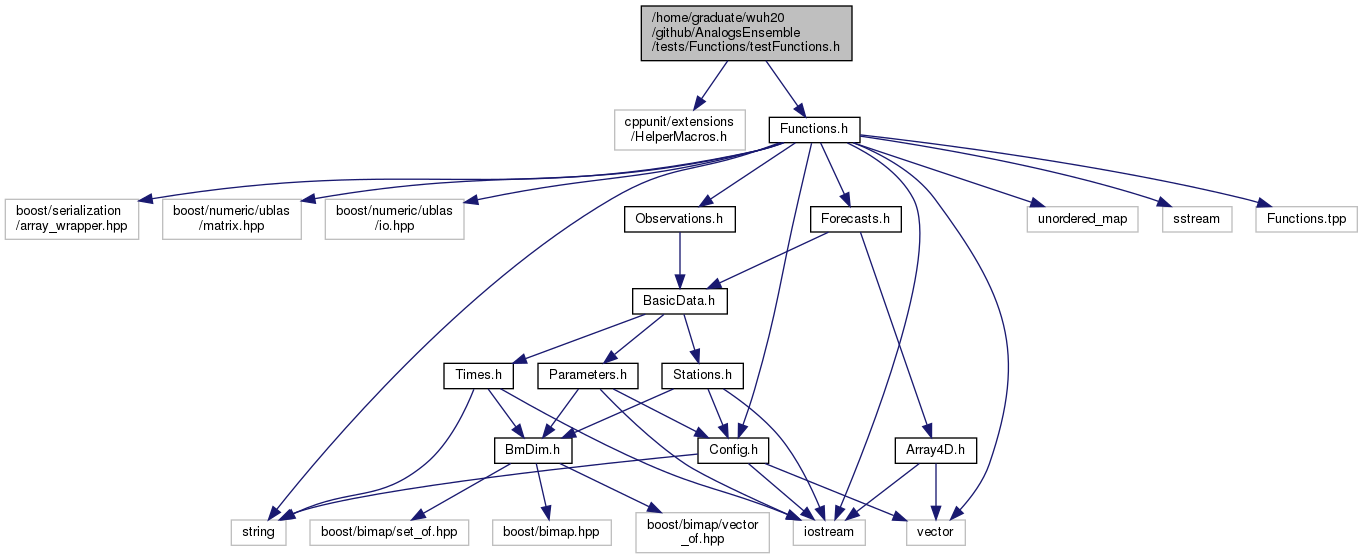 /home/graduate/wuh20
/github/AnalogsEnsemble
/tests/Functions/testFunctions.h
cppunit/extensions
/HelperMacros.h
Functions.h
boost/serialization
/array_wrapper.hpp
boost/numeric/ublas
/matrix.hpp
boost/numeric/ublas
/io.hpp
Observations.h
Forecasts.h
unordered_map
sstream
Functions.tpp
BasicData.h
Times.h
Parameters.h
Stations.h
BmDim.h
Config.h
Array4D.h
string
boost/bimap/set_of.hpp
boost/bimap.hpp
boost/bimap/vector
_of.hpp
iostream
vector